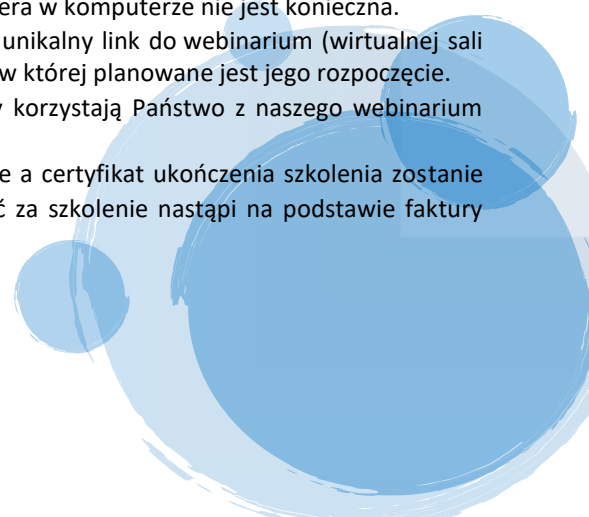 era w komputerze nie jest konieczna.
unikalny link do webinarium (wirtualnej sali
w której planowane jest jego rozpoczęcie.
korzystają Państwo z naszego webinarium
e a certyfikat ukończenia szkolenia zostanie
ć za szkolenie nastąpi na podstawie faktury